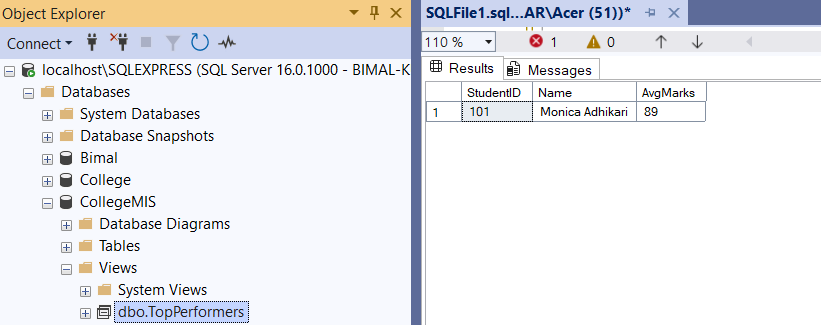 Object Explorer
Connect
localhost\SQLEXPRESS (SQL Server 16.0.1000 - BIMAL-K
Databases
System Databases
Database Snapshots
Bimal
College
CollegeMIS
Database Diagrams
Tables
Views
System Views
dbo.TopPerformers
SQLFile1.sql...AR\Acer (51))*
110 % 1 0
Results Messages
StudentID Name AvgMarks
1 101 Monica Adhikari 89